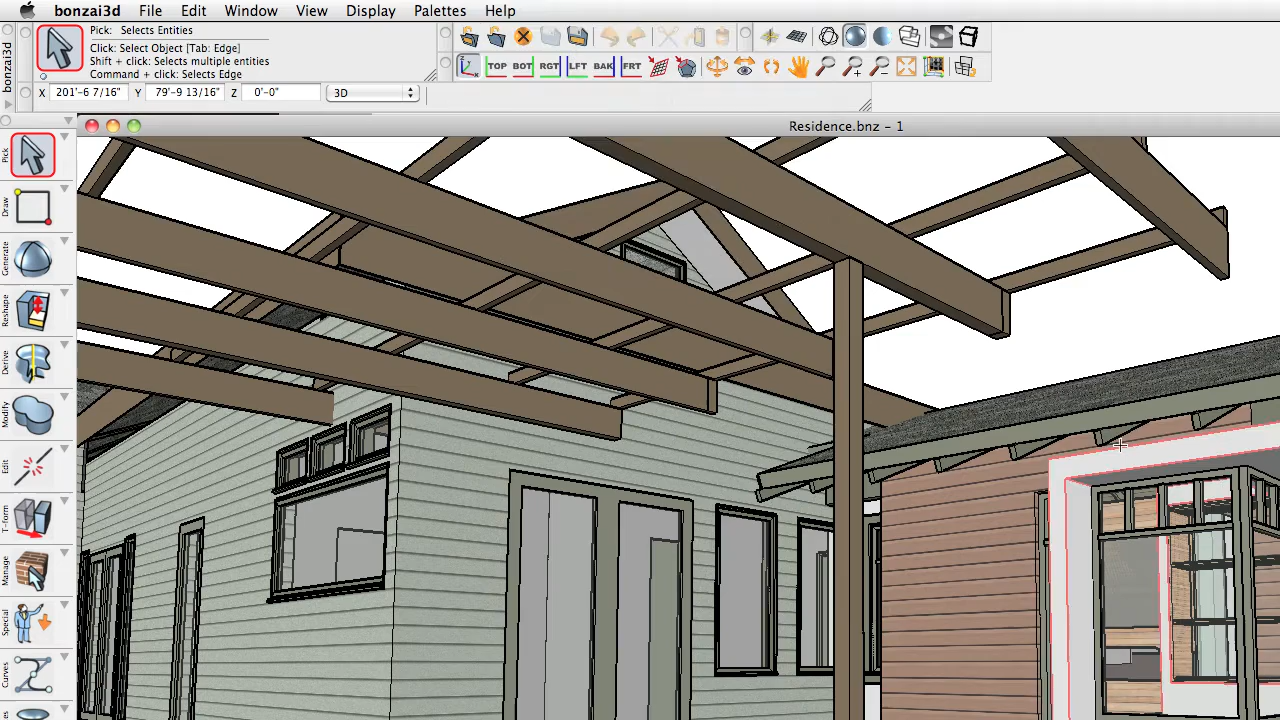 bonzai3d File Edit Window View Display Palettes Help
bonzai3d
Pick: Selects Entities
Click: Select Object [Tab: Edge]
Shift + click: Selects multiple entities
Command + click: Selects Edge
TOP BOT RGT LFT BAK FRT
X 201'-6 7/16" Y 79'-9 13/16" Z 0'-0" 3D
Residence.bnz - 1
Pick
Draw
Generate
Reshape
Derive
Modify
Edit
T-form
Manage
Special
Curves